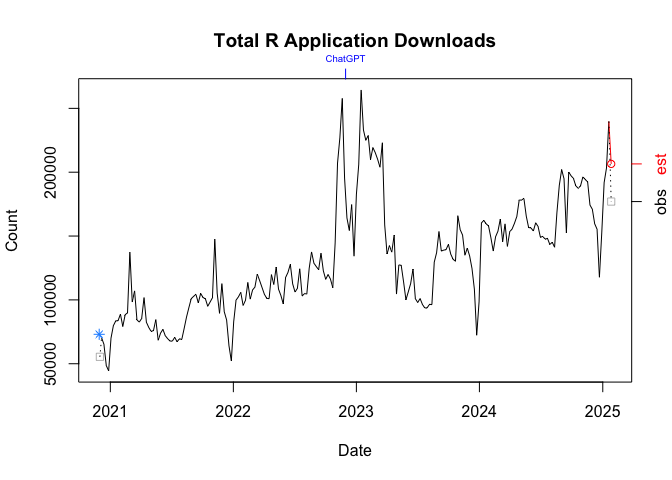 Total R Application Downloads
ChatGPT
Count
200000
100000
50000
est
obs
2021 2022 2023 2024 2025
Date